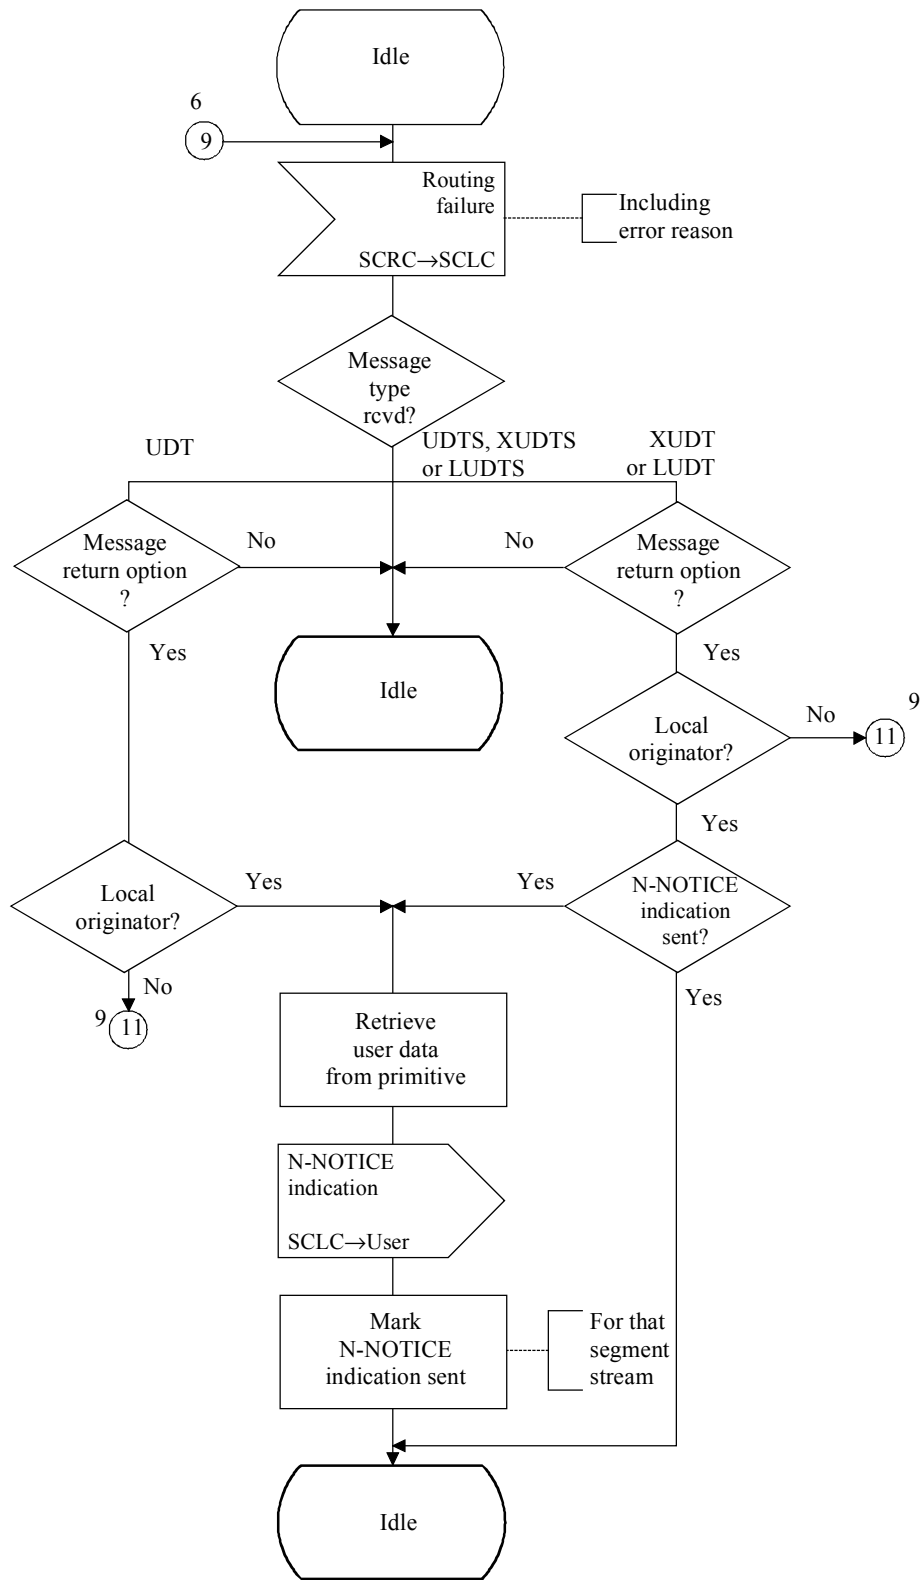 Idle
6
9
Routing
failure
SCRC→SCLC
Including
error reason
Message
type
rcvd?
UDT
UDTS, XUDTS
or LUDTS
XUDT
or LUDT
Message
return option
?
No
No
Message
return option
?
Yes
Idle
Yes
Local
originator?
No
9
11
Yes
Local
originator?
Yes
Yes
N-NOTICE
indication
sent?
No
9
11
Yes
Retrieve
user data
from primitive
N-NOTICE
indication
SCLC→User
Mark
N-NOTICE
indication sent
For that
segment
stream
Idle